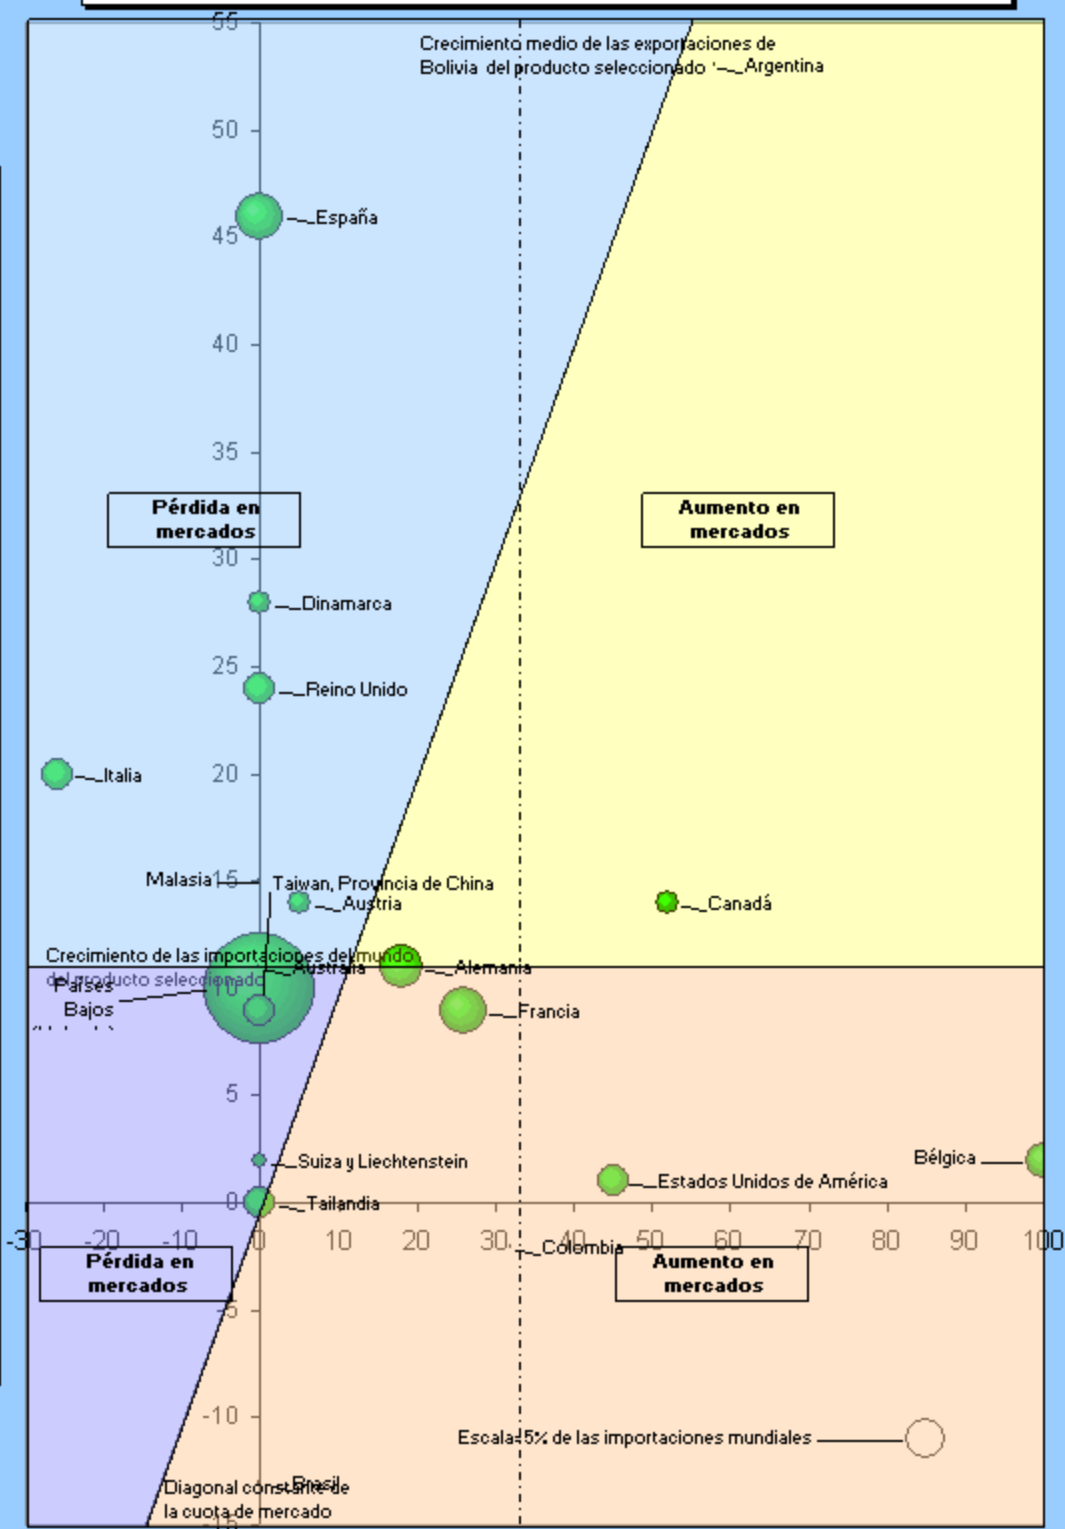 55
Crecimiento medio de las exportaciones de
Bolivia del producto seleccionado
Argentina
50
España
45
40
35
Pérdida en
mercados
Aumento en
mercados
30
Dinamarca
25
Reino Unido
20
Italia
Malasia
15
Taiwan, Provincia de China
Austria
Canadá
Crecimiento de las importaciones del mundo
del producto seleccionado
Australia
Alemania
10
Países
Bajos
Francia
5
Suiza y Liechtenstein
Bélgica
Estados Unidos de América
0
Tailandia
-30 -20 -10 0 10 20 30 40 50 60 70 80 90 100
Colombia
Pérdida en
mercados
Aumento en
mercados
-5
-10
Escala: 5% de las importaciones mundiales
Brasil
Diagonal constante de
la cuota de mercado
-15